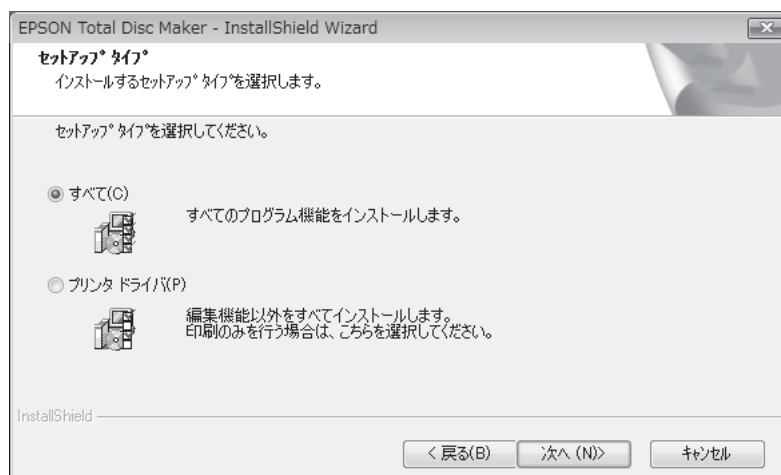 EPSON Total Disc Maker - InstallShield Wizard
セットアップ タイプ
インストールするセットアップ タイプを選択します。
セットアップ タイプを選択してください。
すべて(C)
すべてのプログラム機能をインストールします。
プリンタ ドライバ(P)
編集機能以外をすべてインストールします。
印刷のみを行う場合は、こちらを選択してください。
InstallShield
< 戻る(B)
次へ (N)>
キャンセル